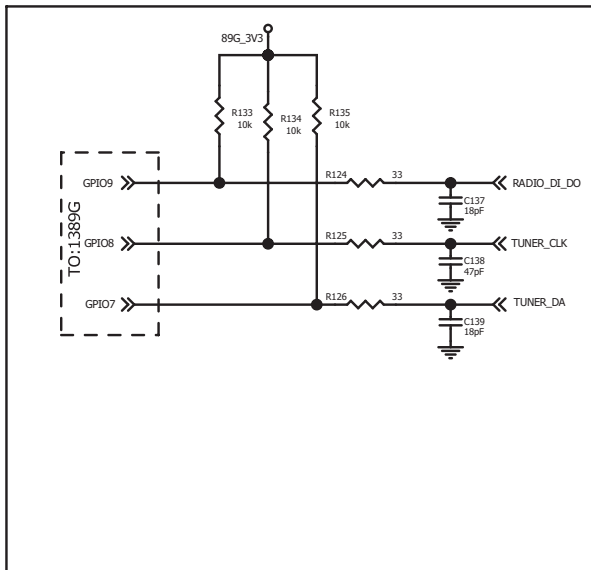 89G_3V3
R133
10k
R134
10k
R135
10k
TO:1389G
GPIO9
R124
33
RADIO_DI_DO
C137
18pF
GPIO8
R125
33
TUNER_CLK
C138
47pF
GPIO7
R126
33
TUNER_DA
C139
18pF